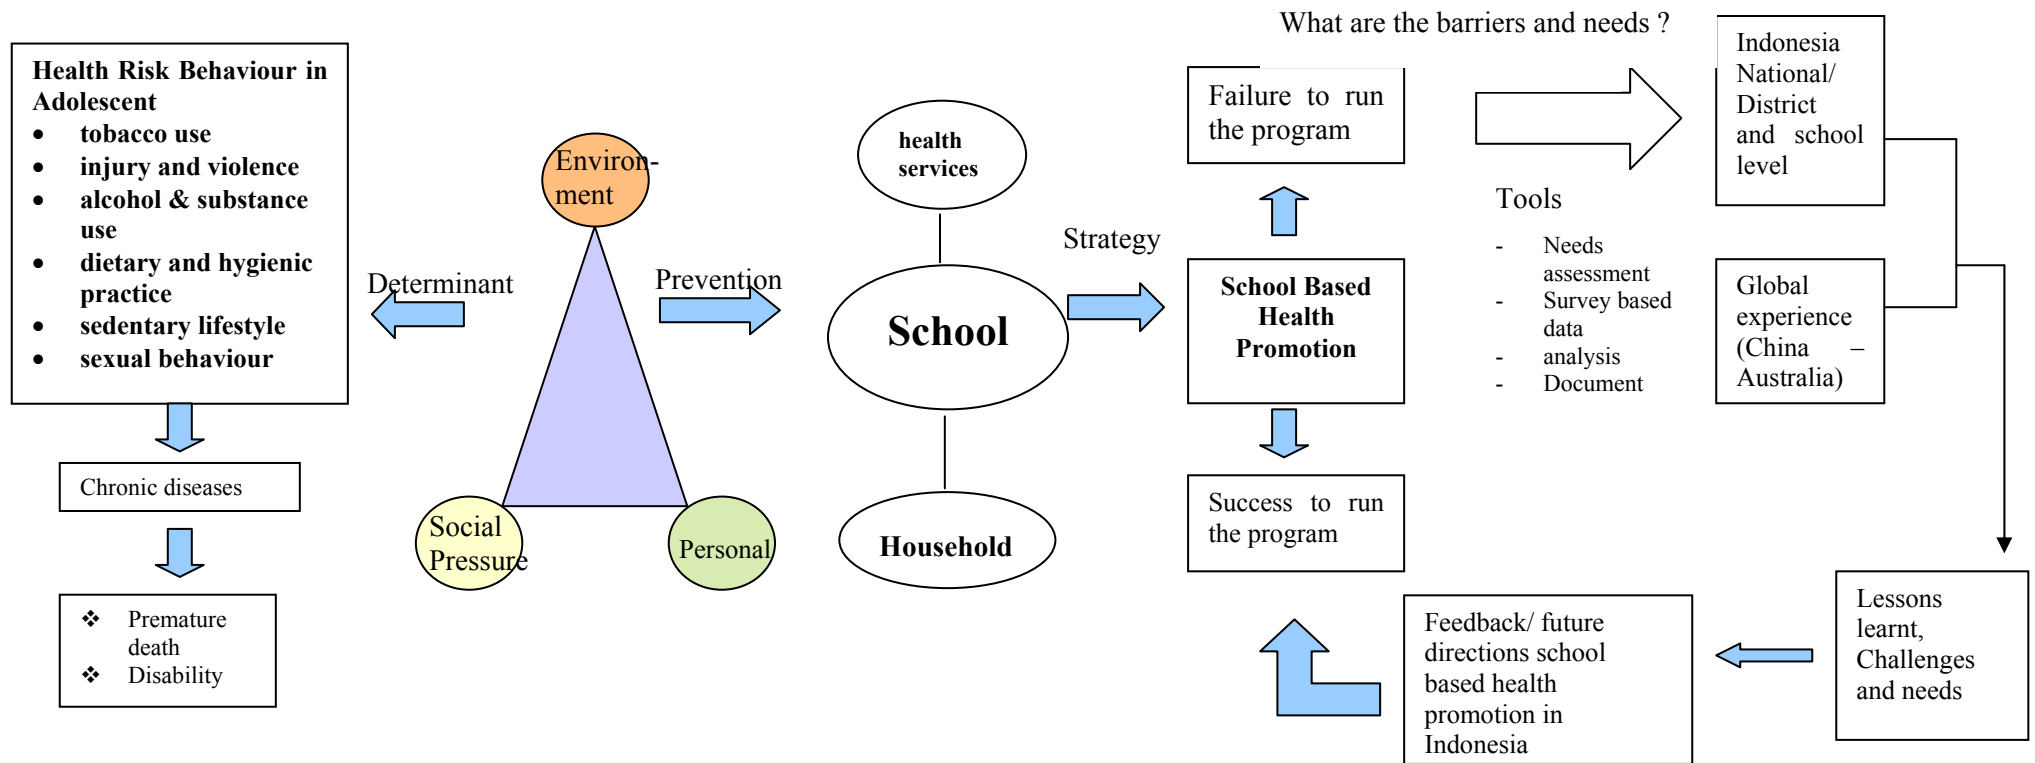 What are the barriers and needs ?
Health Risk Behaviour in
Adolescent
• tobacco use
• injury and violence
• alcohol & substance
use
• dietary and hygienic
practice
• sedentary lifestyle
• sexual behaviour
Chronic diseases
❖ Premature
death
❖ Disability
Determinant
Environ-
ment
Social
Pressure
Personal
Prevention
health
services
School
Household
Strategy
Failure to run
the program
School Based
Health
Promotion
Success to run
the program
Tools
- Needs
assessment
- Survey based
data
- analysis
- Document
Indonesia
National/
District
and school
level
Global
experience
(China –
Australia)
Lessons
learnt,
Challenges
and needs
Feedback/ future
directions school
based health
promotion in
Indonesia